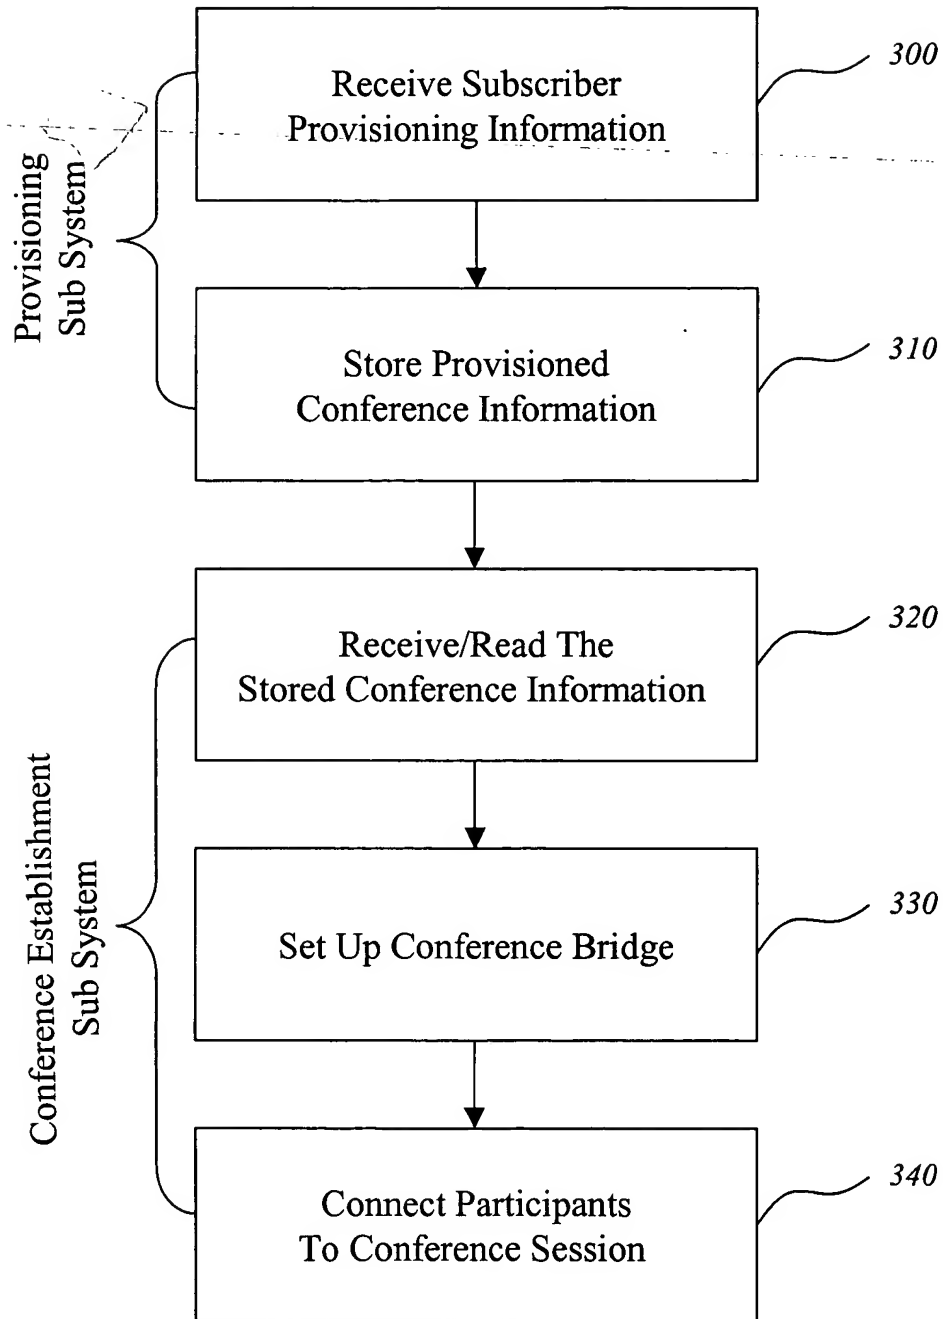 Provisioning
Sub System
Receive Subscriber
Provisioning Information
300
Store Provisioned
Conference Information
310
Conference Establishment
Sub System
Receive/Read The
Stored Conference Information
320
Set Up Conference Bridge
330
Connect Participants
To Conference Session
340